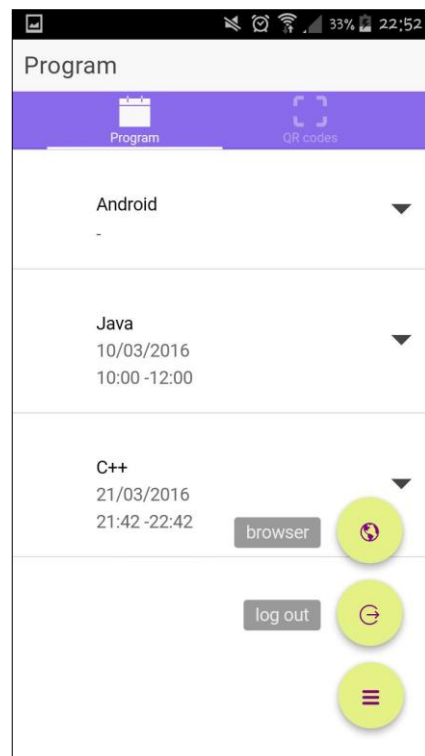 33% 22:52
Program
Program
QR codes
Android
-
Java
10/03/2016
10:00 -12:00
C++
21/03/2016
21:42 -22:42
browser
log out